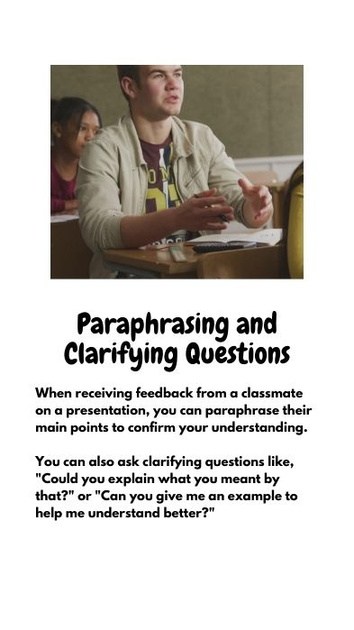 Paraphrasing and
Clarifying Questions
When receiving feedback from a classmate
on a presentation, you can paraphrase their
main points to confirm your understanding.
You can also ask clarifying questions like,
"Could you explain what you meant by
that?" or "Can you give me an example to
help me understand better?"